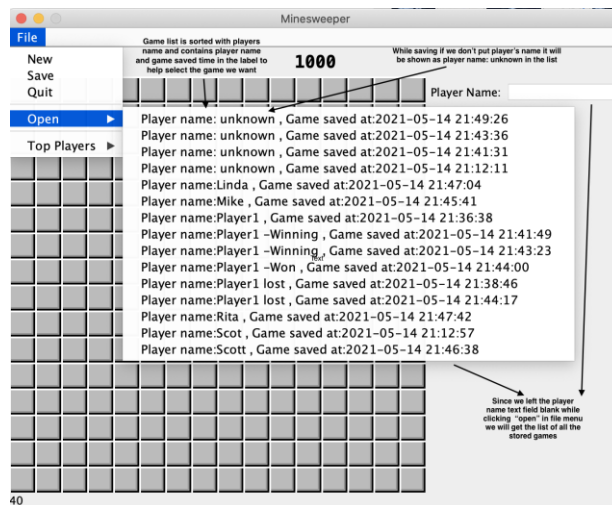 Minesweeper
File
Game list is sorted with players
name and contains player name
and game saved time in the label to
help select the game we want
1000
While saving if we don't put player's name it will
be shown as player name: unknown in the list
New
Save
Quit
Open
Top Players
Player Name:
Player name: unknown , Game saved at:2021-05-14 21:49:26
Player name: unknown , Game saved at:2021-05-14 21:43:36
Player name: unknown , Game saved at:2021-05-14 21:41:31
Player name: unknown , Game saved at:2021-05-14 21:12:11
Player name:Linda , Game saved at:2021-05-14 21:47:04
Player name:Mike , Game saved at:2021-05-14 21:45:41
Player name:Player1 , Game saved at:2021-05-14 21:36:38
Player name:Player1 -Winning , Game saved at:2021-05-14 21:41:49
Player name:Player1 -Winning , Game saved at:2021-05-14 21:43:23
Text
Player name:Player1 -Won , Game saved at:2021-05-14 21:44:00
Player name:Player1 lost , Game saved at:2021-05-14 21:38:46
Player name:Player1 lost , Game saved at:2021-05-14 21:44:17
Player name:Rita , Game saved at:2021-05-14 21:47:42
Player name:Scot , Game saved at:2021-05-14 21:12:57
Player name:Scott , Game saved at:2021-05-14 21:46:38
Since we left the player
name text field blank while
clicking "open" in file menu
we will get the list of all the
stored games
40